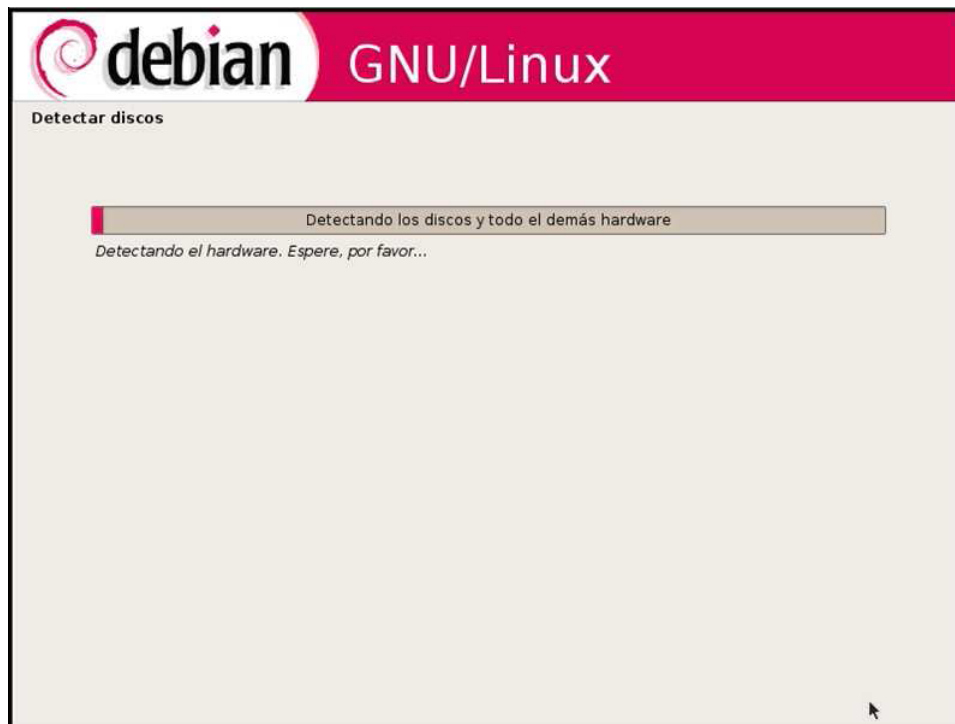 debian GNU/Linux
Detectar discos
Detectando los discos y todo el demás hardware
Detectando el hardware. Espere, por favor...